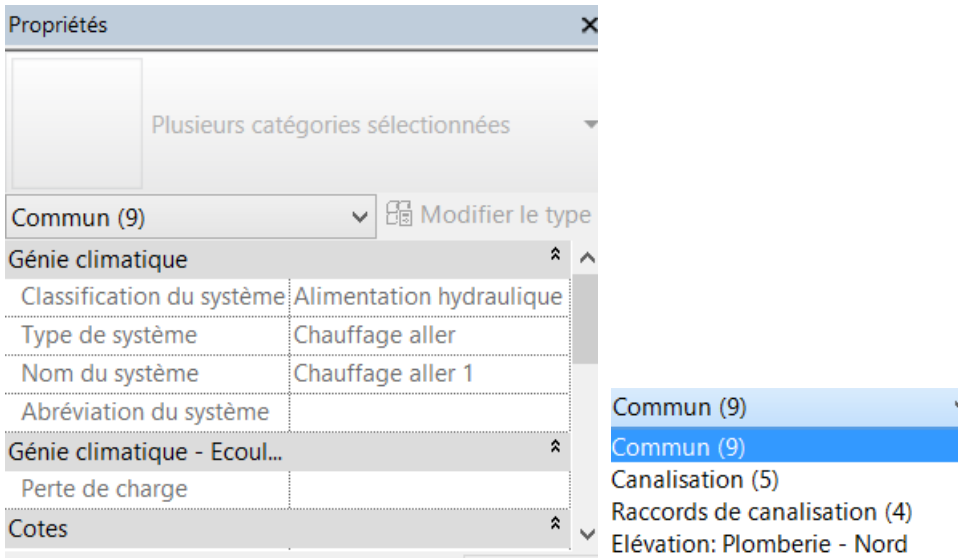 Propriétés
Plusieurs catégories sélectionnées
Commun (9) Modifier le type
Génie climatique
Classification du système Alimentation hydraulique
Type de système Chauffage aller
Nom du système Chauffage aller 1
Abréviation du système
Génie climatique - Ecoul...
Perte de charge
Cotes
Commun (9)
Commun (9)
Canalisation (5)
Raccords de canalisation (4)
Elévation: Plomberie - Nord